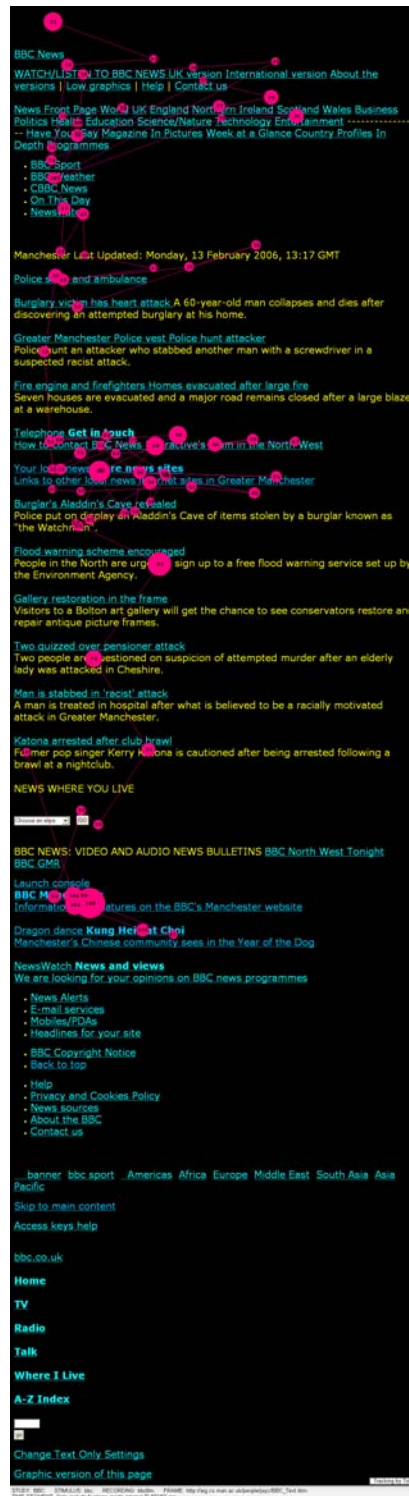 BBC News
WATCH/LISTEN TO BBC NEWS UK version International version About the
versions | Low graphics | Help | Contact us
News Front Page World UK England Northern Ireland Scotland Wales Business
Politics Health Education Science/Nature Technology Entertainment -------------
-- Have Your Say Magazine In Pictures Week at a Glance Country Profiles In
Depth Programmes
BBC Sport
BBC Weather
CBBC News
On This Day
NewsWatch
Manchester Last Updated: Monday, 13 February 2006, 13:17 GMT
Police and ambulance
Burglary victim has heart attack A 60-year-old man collapses and dies after
discovering an attempted burglary at his home.
Greater Manchester Police vest Police hunt attacker
Police hunt an attacker who stabbed another man with a screwdriver in a
suspected racist attack.
Fire engine and firefighters Homes evacuated after large fire
Seven houses are evacuated and a major road remains closed after a large blaze
at a warehouse.
Telephone Get in touch
How to contact BBC News Interactive's team in the North West
Your local news More news sites
Links to other local news internet sites in Greater Manchester
Burglar's Aladdin's Cave revealed
Police put on display an Aladdin's Cave of items stolen by a burglar known as
"the Watchman".
Flood warning scheme encouraged
People in the North are urged to sign up to a free flood warning service set up by
the Environment Agency.
Gallery restoration in the frame
Visitors to a Bolton art gallery will get the chance to see conservators restore and
repair antique picture frames.
Two quizzed over pensioner attack
Two people are questioned on suspicion of attempted murder after an elderly
lady was attacked in Cheshire.
Man is stabbed in 'racist' attack
A man is treated in hospital after what is believed to be a racially motivated
attack in Greater Manchester.
Katona arrested after club brawl
Former pop singer Kerry Katona is cautioned after being arrested following a
brawl at a nightclub.
NEWS WHERE YOU LIVE
Choose an area GO
BBC NEWS: VIDEO AND AUDIO NEWS BULLETINS BBC North West Tonight
BBC GMR
Launch console
BBC
Information features on the BBC's Manchester website
Dragon dance Kung Hei Fat Choi
Manchester's Chinese community sees in the Year of the Dog
NewsWatch News and views
We are looking for your opinions on BBC news programmes
News Alerts
E-mail services
Mobiles/PDAs
Headlines for your site
BBC Copyright Notice
Back to top
Help
Privacy and Cookies Policy
News sources
About the BBC
Contact us
banner bbc sport Americas Africa Europe Middle East South Asia Asia
Pacific
Skip to main content
Access keys help
bbc.co.uk
Home
TV
Radio
Talk
Where I Live
A-Z Index
Change Text Only Settings
Graphic version of this page